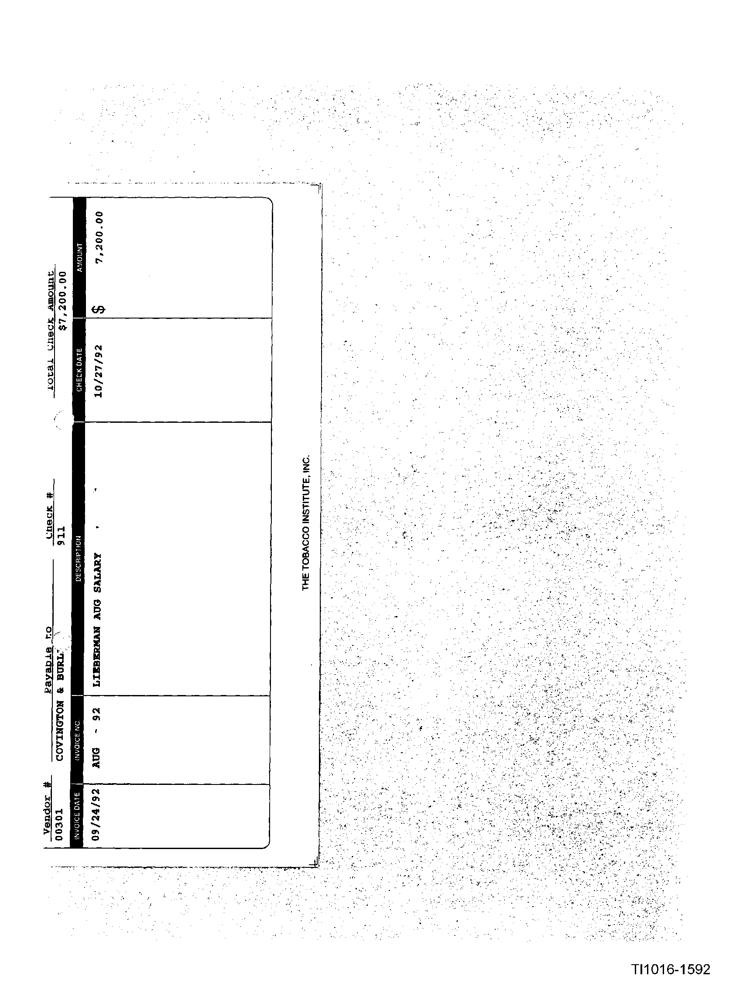 Vendor # Payable to Check # Total Check Amount
00301 COVINGTON & BURL 911 $7,200.00
INVOICE DATE INVOICE NO. DESCRIPTION CHECK DATE AMOUNT
09/24/92 AUG - 92 LIEBERMAN AUG SALARY 10/27/92 $ 7,200.00
THE TOBACCO INSTITUTE, INC.
TI1016-1592